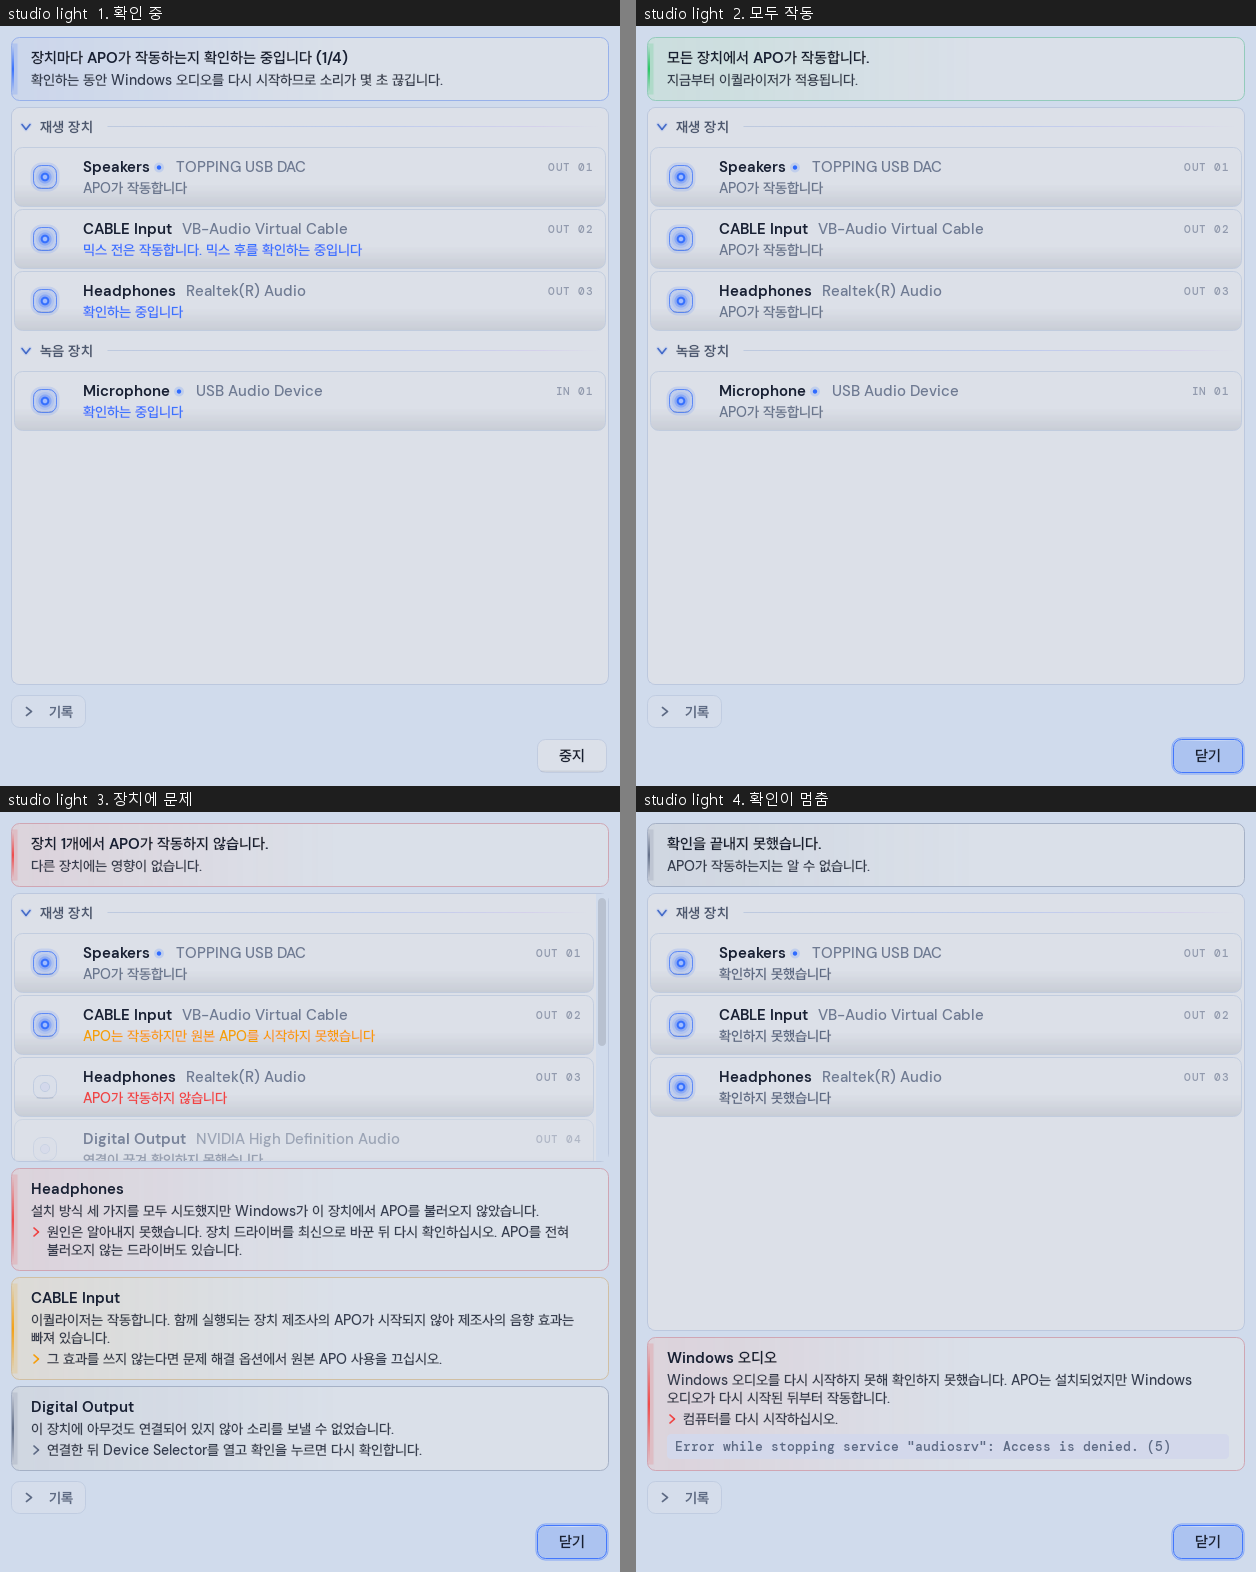 studio light 1. 확인 중
장치마다 APO가 작동하는지 확인하는 중입니다 (1/4)
확인하는 동안 Windows 오디오를 다시 시작하므로 소리가 몇 초 끊깁니다.
재생 장치
Speakers TOPPING USB DAC OUT 01
APO가 작동합니다
CABLE Input VB-Audio Virtual Cable OUT 02
믹스 전은 작동합니다. 믹스 후를 확인하는 중입니다
Headphones Realtek(R) Audio OUT 03
확인하는 중입니다
녹음 장치
Microphone USB Audio Device IN 01
확인하는 중입니다
기록
중지
studio light 2. 모두 작동
모든 장치에서 APO가 작동합니다.
지금부터 이퀄라이저가 적용됩니다.
재생 장치
Speakers TOPPING USB DAC OUT 01
APO가 작동합니다
CABLE Input VB-Audio Virtual Cable OUT 02
APO가 작동합니다
Headphones Realtek(R) Audio OUT 03
APO가 작동합니다
녹음 장치
Microphone USB Audio Device IN 01
APO가 작동합니다
기록
닫기
studio light 3. 장치에 문제
장치 1개에서 APO가 작동하지 않습니다.
다른 장치에는 영향이 없습니다.
재생 장치
Speakers TOPPING USB DAC OUT 01
APO가 작동합니다
CABLE Input VB-Audio Virtual Cable OUT 02
APO는 작동하지만 원본 APO를 시작하지 못했습니다
Headphones Realtek(R) Audio OUT 03
APO가 작동하지 않습니다
Digital Output NVIDIA High Definition Audio OUT 04
연결이 끊겨 확인하지 못했습니다
Headphones
설치 방식 세 가지를 모두 시도했지만 Windows가 이 장치에서 APO를 불러오지 않았습니다.
원인은 알아내지 못했습니다. 장치 드라이버를 최신으로 바꾼 뒤 다시 확인하십시오. APO를 전혀
불러오지 않는 드라이버도 있습니다.
CABLE Input
이퀄라이저는 작동합니다. 함께 실행되는 장치 제조사의 APO가 시작되지 않아 제조사의 음향 효과는
빠져 있습니다.
그 효과를 쓰지 않는다면 문제 해결 옵션에서 원본 APO 사용을 끄십시오.
Digital Output
이 장치에 아무것도 연결되어 있지 않아 소리를 보낼 수 없었습니다.
연결한 뒤 Device Selector를 열고 확인을 누르면 다시 확인합니다.
기록
닫기
studio light 4. 확인이 멈춤
확인을 끝내지 못했습니다.
APO가 작동하는지는 알 수 없습니다.
재생 장치
Speakers TOPPING USB DAC OUT 01
확인하지 못했습니다
CABLE Input VB-Audio Virtual Cable OUT 02
확인하지 못했습니다
Headphones Realtek(R) Audio OUT 03
확인하지 못했습니다
Windows 오디오
Windows 오디오를 다시 시작하지 못해 확인하지 못했습니다. APO는 설치되었지만 Windows
오디오가 다시 시작된 뒤부터 작동합니다.
컴퓨터를 다시 시작하십시오.
Error while stopping service "audiosrv": Access is denied. (5)
기록
닫기